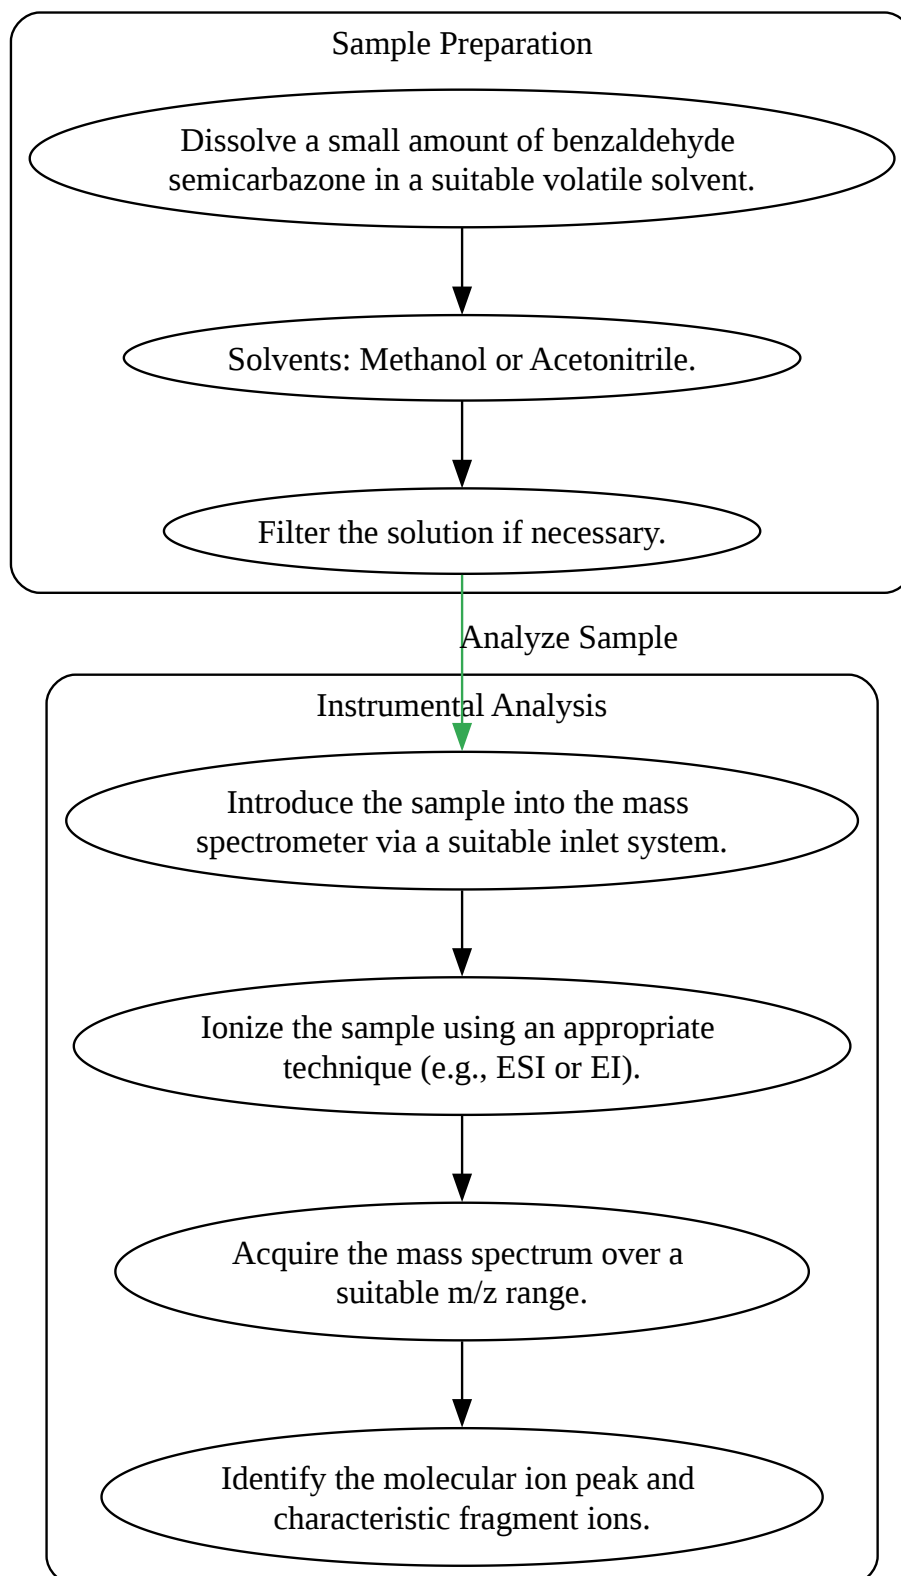 Sample Preparation
Dissolve a small amount of benzaldehyde
semicarbazone in a suitable volatile solvent.
Solvents: Methanol or Acetonitrile.
Filter the solution if necessary.
Analyze Sample
Instrumental Analysis
Introduce the sample into the mass
spectrometer via a suitable inlet system.
Ionize the sample using an appropriate
technique (e.g., ESI or EI).
Acquire the mass spectrum over a
suitable m/z range.
Identify the molecular ion peak and
characteristic fragment ions.